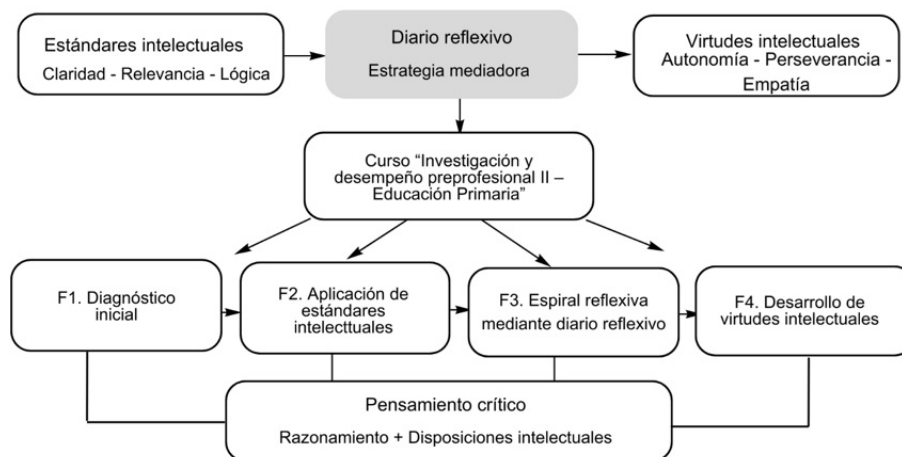 Estándares intelectuales
Claridad - Relevancia - Lógica
Diario reflexivo
Estrategia mediadora
Virtudes intelectuales
Autonomía - Perseverancia -
Empatía
Curso “Investigación y
desempeño preprofesional II –
Educación Primaria”
F1. Diagnóstico
inicial
F2. Aplicación de
estándares
intelecttuales
F3. Espiral reflexiva
mediante diario reflexivo
F4. Desarrollo de
virtudes intelectuales
Pensamiento crítico
Razonamiento + Disposiciones intelectuales